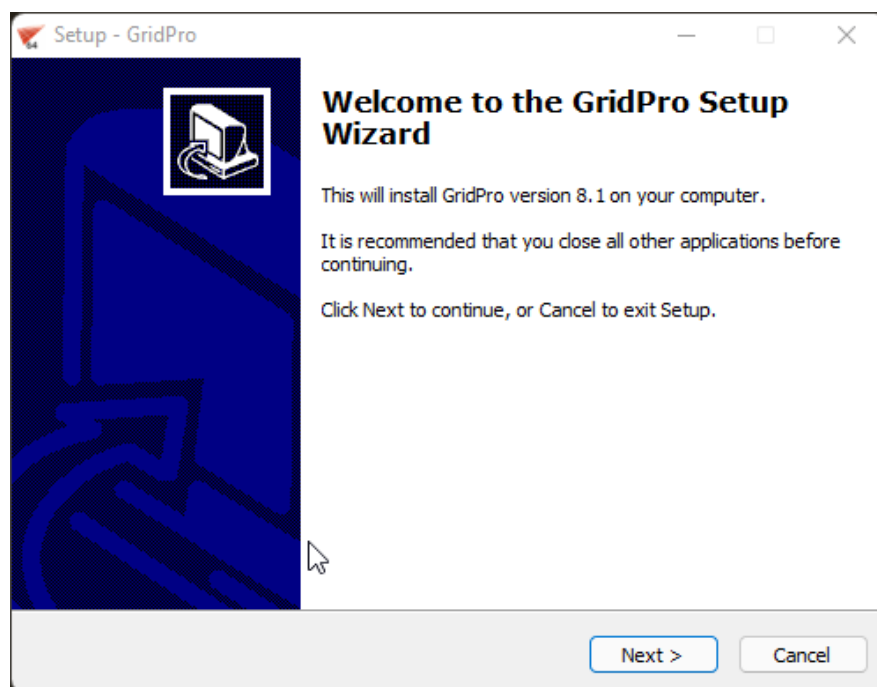 64
Setup - GridPro
Welcome to the GridPro Setup
Wizard
This will install GridPro version 8.1 on your computer.
It is recommended that you close all other applications before
continuing.
Click Next to continue, or Cancel to exit Setup.
Next >
Cancel